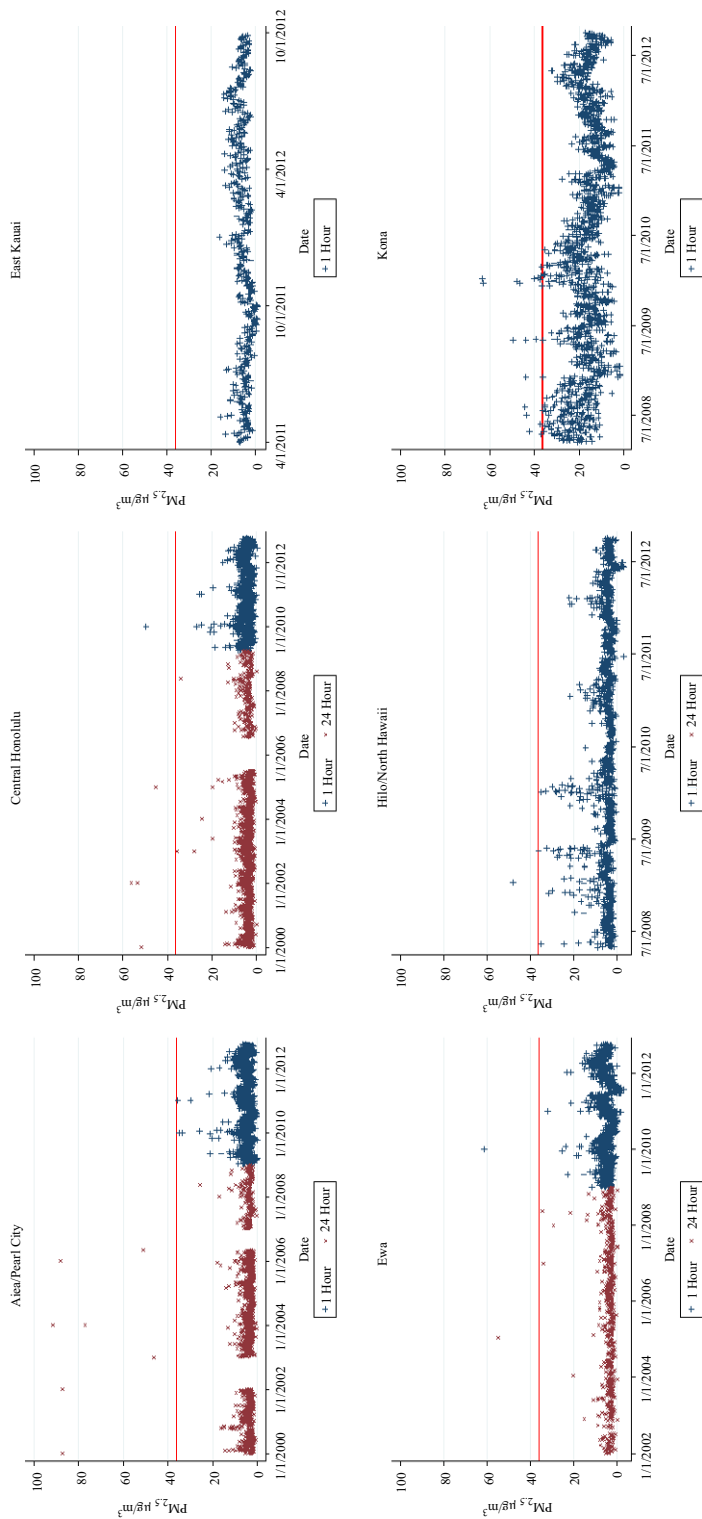 Aiea/Pearl City
PM2.5 µg/m3
100
80
60
40
20
0
1/1/2000 1/1/2002 1/1/2004 1/1/2006 1/1/2008 1/1/2010 1/1/2012
Date
+ 1 Hour × 24 Hour
Central Honolulu
PM2.5 µg/m3
100
80
60
40
20
0
1/1/2000 1/1/2002 1/1/2004 1/1/2006 1/1/2008 1/1/2010 1/1/2012
Date
+ 1 Hour × 24 Hour
East Kauai
PM2.5 µg/m3
100
80
60
40
20
0
4/1/2011 10/1/2011 4/1/2012 10/1/2012
Date
+ 1 Hour
Ewa
PM2.5 µg/m3
100
80
60
40
20
0
1/1/2002 1/1/2004 1/1/2006 1/1/2008 1/1/2010 1/1/2012
Date
+ 1 Hour × 24 Hour
Hilo/North Hawaii
PM2.5 µg/m3
100
80
60
40
20
0
7/1/2008 7/1/2009 7/1/2010 7/1/2011 7/1/2012
Date
+ 1 Hour
Kona
PM2.5 µg/m3
100
80
60
40
20
0
7/1/2008 7/1/2009 7/1/2010 7/1/2011 7/1/2012
Date
+ 1 Hour